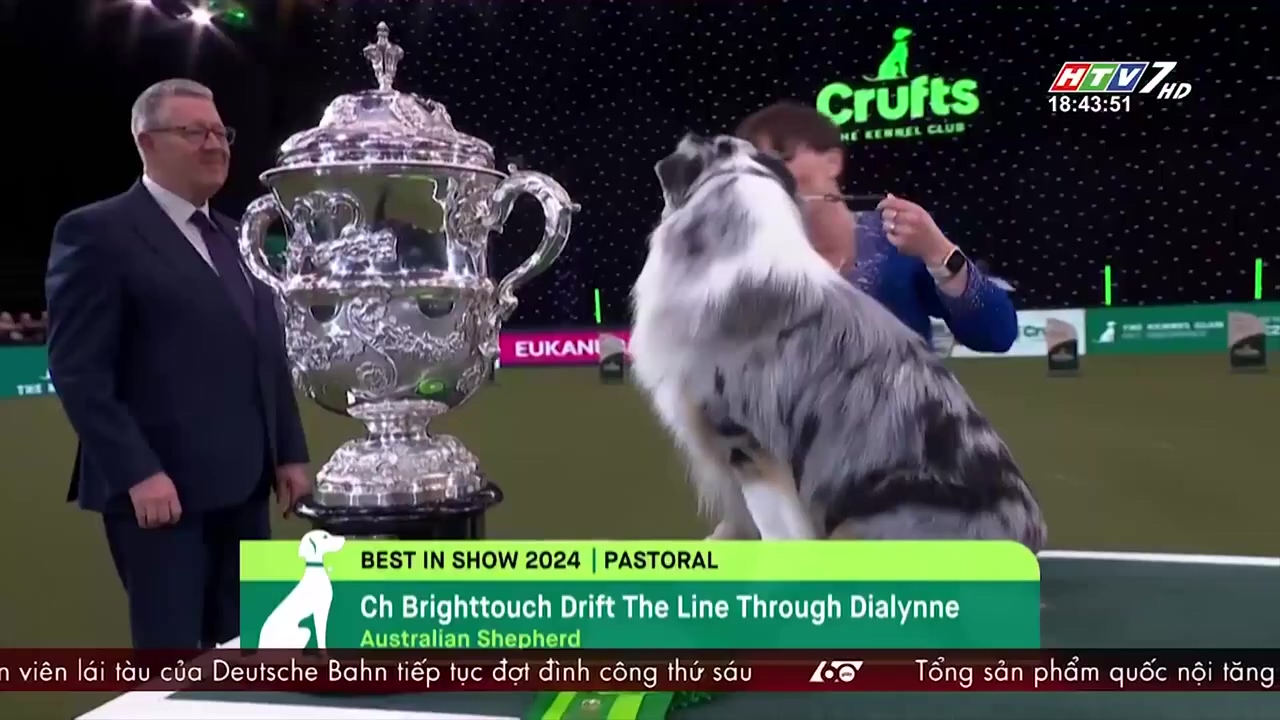 HTV7 HD
18:43:51
Crufts
THE KENNEL CLUB
EUKANU
BEST IN SHOW 2024 | PASTORAL
Ch Brighttouch Drift The Line Through Dialynne
Australian Shepherd
n viên lái tàu của Deutsche Bahn tiếp tục đợt đình công thứ sáu
60
Tổng sản phẩm quốc nội tăng